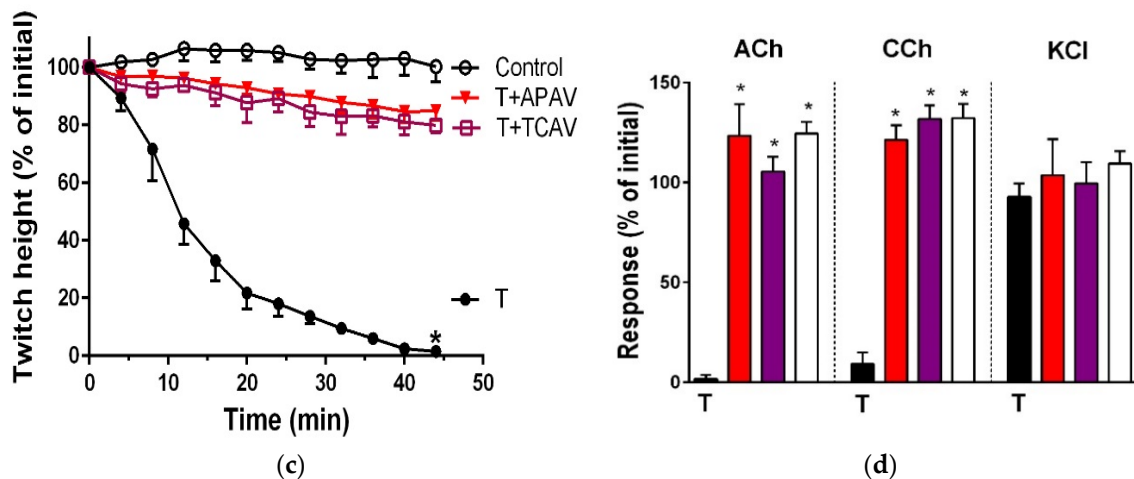 Twitch height (% of initial)
100
80
60
40
20
0
0 10 20 30 40 50
Time (min)
Control
T+APAV
T+TCAV
T
*
(c)
ACh CCh KCl
Response (% of initial)
150
100
50
0
* * * * * *
T T T
(d)